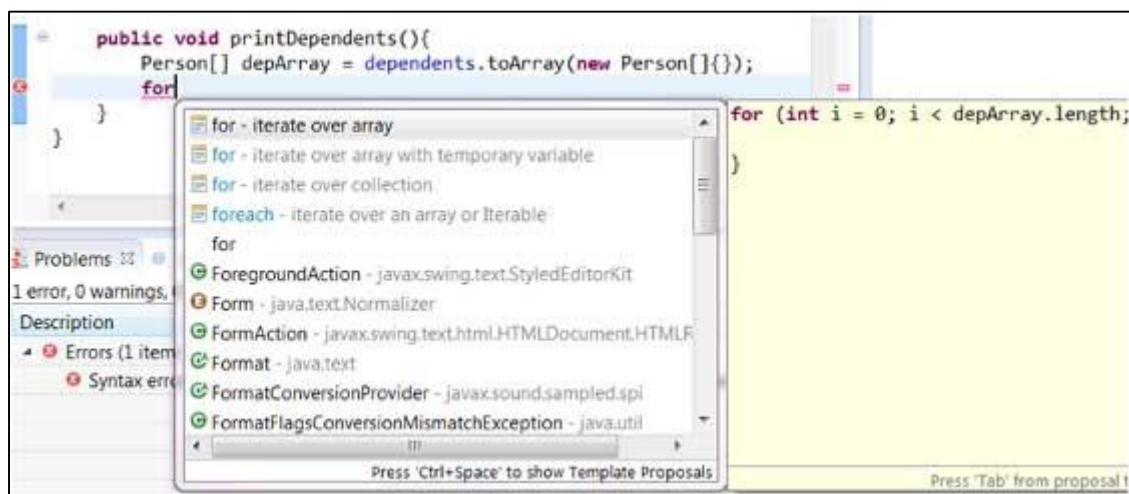 public void printDependents(){
Person[] depArray = dependents.toArray(new Person[]{});
for
}
}
for - iterate over array
for - iterate over array with temporary variable
for - iterate over collection
foreach - iterate over an array or Iterable
for
ForegroundAction - javax.swing.text.StyledEditorKit
Form - java.text.Normalizer
FormAction - javax.swing.text.html.HTMLDocument.HTMLR
Format - java.text
FormatConversionProvider - javax.sound.sampled.spi
FormatFlagsConversionMismatchException - java.util
Press 'Ctrl+Space' to show Template Proposals
for (int i = 0; i < depArray.length;
}
Press 'Tab' from proposal t
Problems
1 error, 0 warnings,
Description
Errors (1 item
Syntax erro